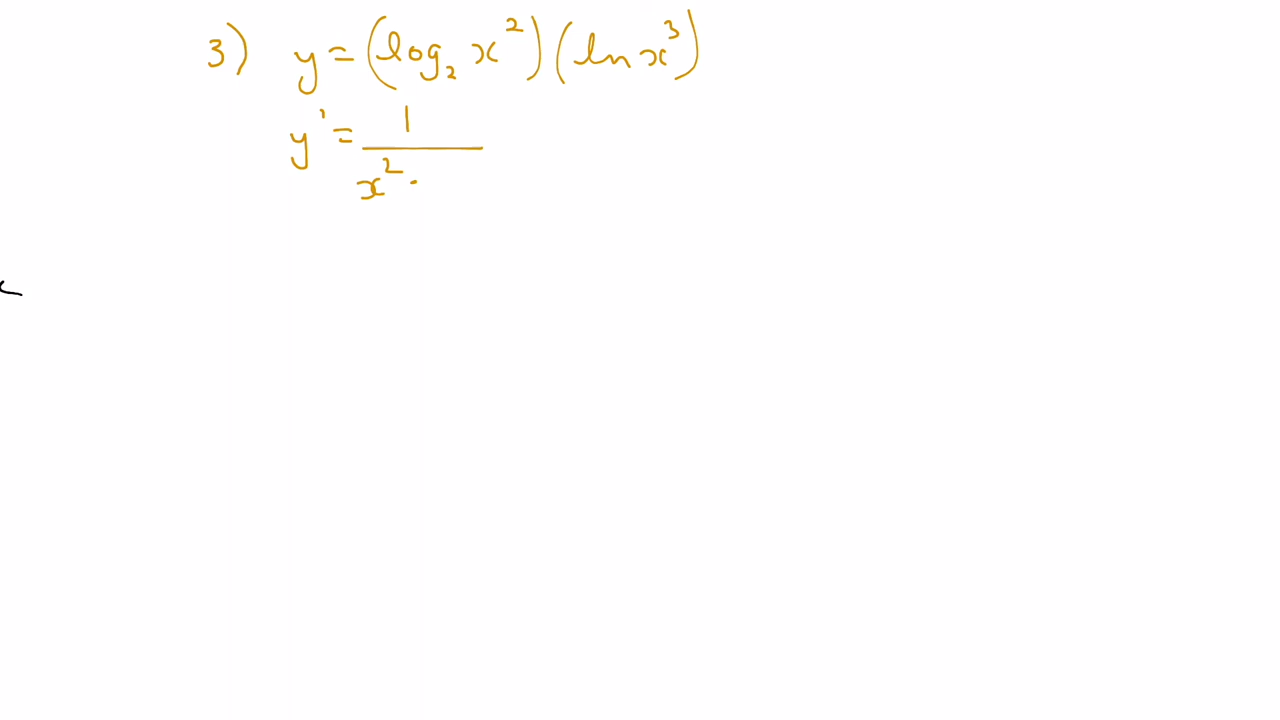 3) y = (log₂ x²)(ln x³)
y' = 1 / x² ·